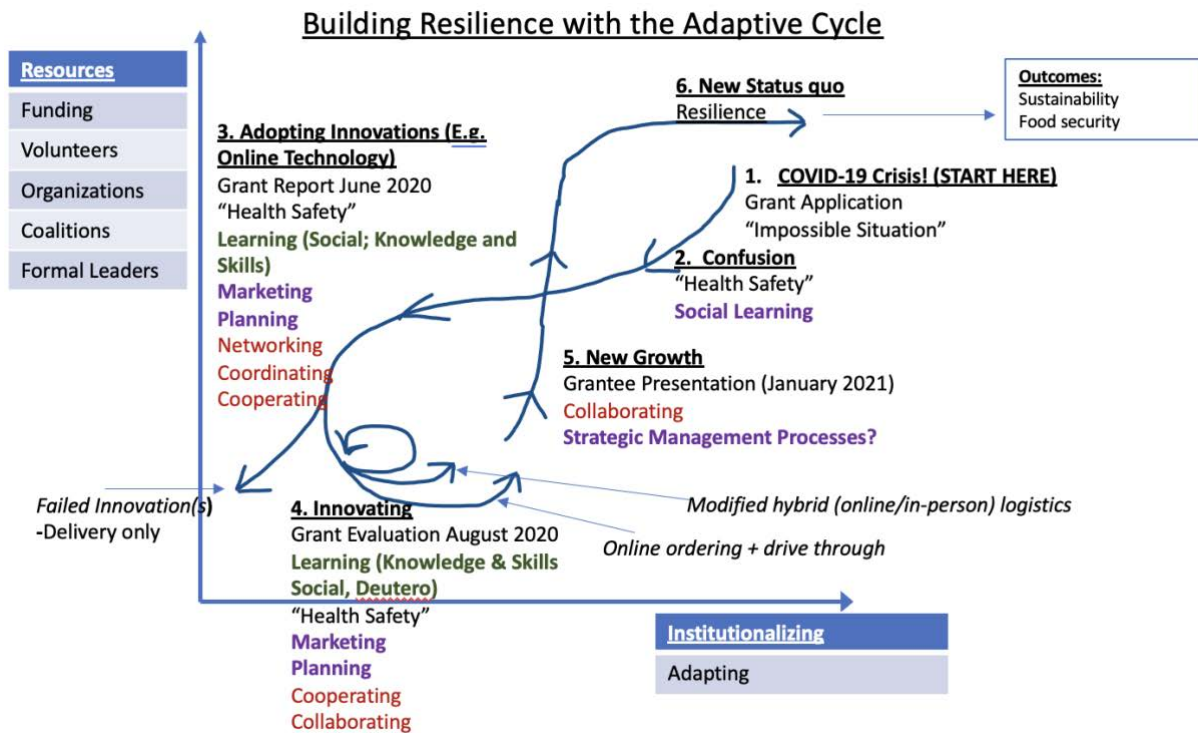 Building Resilience with the Adaptive Cycle
Resources
Funding
Volunteers
Organizations
Coalitions
Formal Leaders
3. Adopting Innovations (E.g.
Online Technology)
Grant Report June 2020
“Health Safety”
Learning (Social; Knowledge and
Skills)
Marketing
Planning
Networking
Coordinating
Cooperating
6. New Status quo
Resilience
Outcomes:
Sustainability
Food security
1. COVID-19 Crisis! (START HERE)
Grant Application
“Impossible Situation”
2. Confusion
“Health Safety”
Social Learning
5. New Growth
Grantee Presentation (January 2021)
Collaborating
Strategic Management Processes?
Failed Innovation(s)
-Delivery only
Modified hybrid (online/in-person) logistics
Online ordering + drive through
4. Innovating
Grant Evaluation August 2020
Learning (Knowledge & Skills
Social, Deutero)
“Health Safety”
Marketing
Planning
Cooperating
Collaborating
Institutionalizing
Adapting